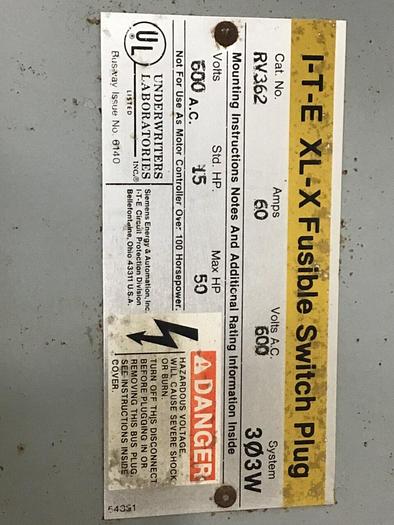 I-T-E XL-X Fusible Switch Plug
Cat. No. Amps Volts A.C. System
RV362 60 600 3Ø3W
Mounting Instructions Notes And Additional Rating Information Inside
Volts Std. HP. Max HP
600 A.C. 15 50
Not For Use As Motor Controller Over: 100 Horsepower.
UL
UNDERWRITERS
LABORATORIES
INC.®
LISTED
Busway Issue No. 6140
Siemens Energy & Automation, Inc.
I-T-E Circuit Protection Division
Bellefontaine, Ohio 43311 U.S.A.
DANGER
HAZARDOUS VOLTAGE.
WILL CAUSE SEVERE SHOCK
OR BURN.
TURN OFF THIS DISCONNECT
BEFORE PLUGGING IN OR
REMOVING THIS BUS PLUG.
SEE INSTRUCTIONS INSIDE
COVER.